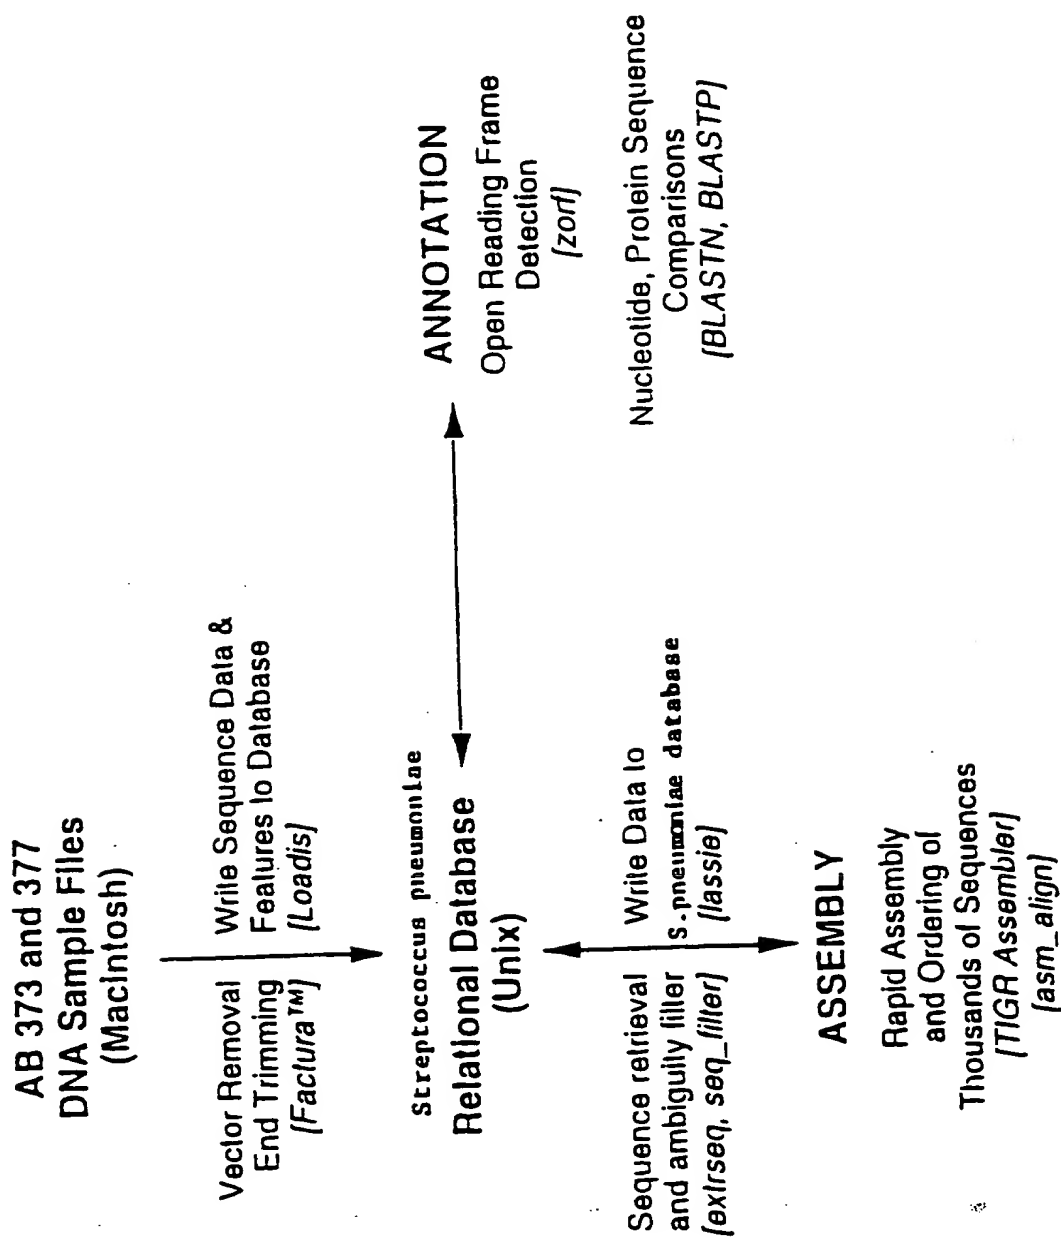 AB 373 and 377
DNA Sample Files
(Macintosh)
Vector Removal
End Trimming
[Factura™]
Write Sequence Data &
Features to Database
[Loadis]
Streptococcus pneumoniae
Relational Database
(Unix)
ANNOTATION
Open Reading Frame
Detection
[zorf]
Nucleotide, Protein Sequence
Comparisons
[BLASTN, BLASTP]
Sequence retrieval
and ambiguity filter
[extrseq, seq_filter]
Write Data to
S.pneumoniae database
[lassie]
ASSEMBLY
Rapid Assembly
and Ordering of
Thousands of Sequences
[TIGR Assembler]
[asm_align]